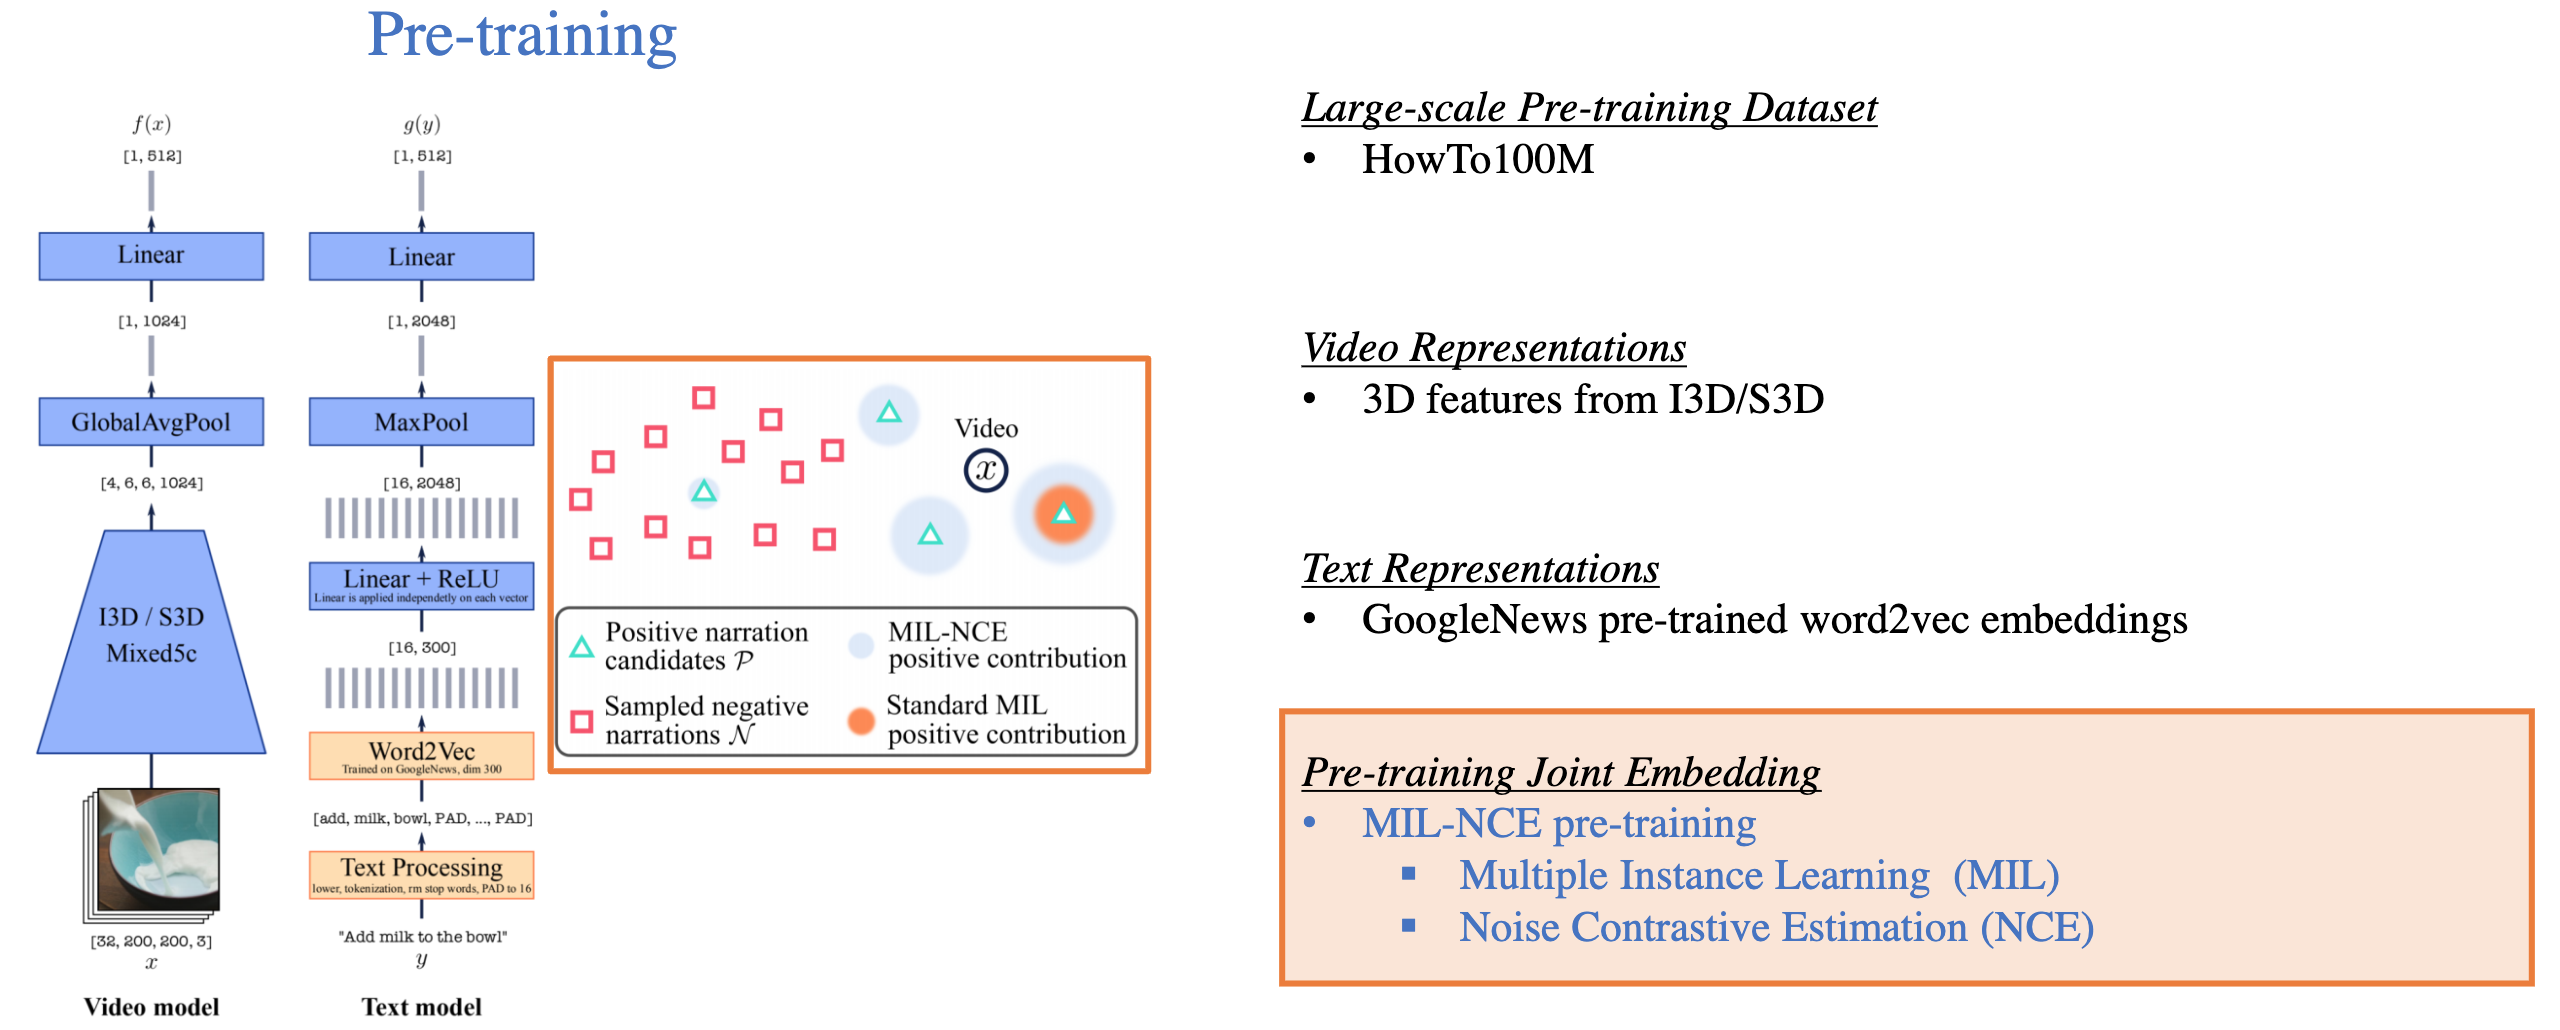 Pre-training
f(x)
[1, 512]
Linear
[1, 1024]
GlobalAvgPool
[4, 6, 6, 1024]
I3D / S3D
Mixed5c
[32, 200, 200, 3]
x
Video model
g(y)
[1, 512]
Linear
[1, 2048]
MaxPool
[16, 2048]
Linear + ReLU
Linear is applied independetly on each vector
[16, 300]
Word2Vec
Trained on GoogleNews, dim 300
[add, milk, bowl, PAD, ..., PAD]
Text Processing
lower, tokenization, rm stop words, PAD to 16
"Add milk to the bowl"
y
Text model
Video
x
Positive narration
candidates 𝒫
Sampled negative
narrations 𝒩
MIL-NCE
positive contribution
Standard MIL
positive contribution
Large-scale Pre-training Dataset
• HowTo100M
Video Representations
• 3D features from I3D/S3D
Text Representations
• GoogleNews pre-trained word2vec embeddings
Pre-training Joint Embedding
• MIL-NCE pre-training
▪ Multiple Instance Learning (MIL)
▪ Noise Contrastive Estimation (NCE)